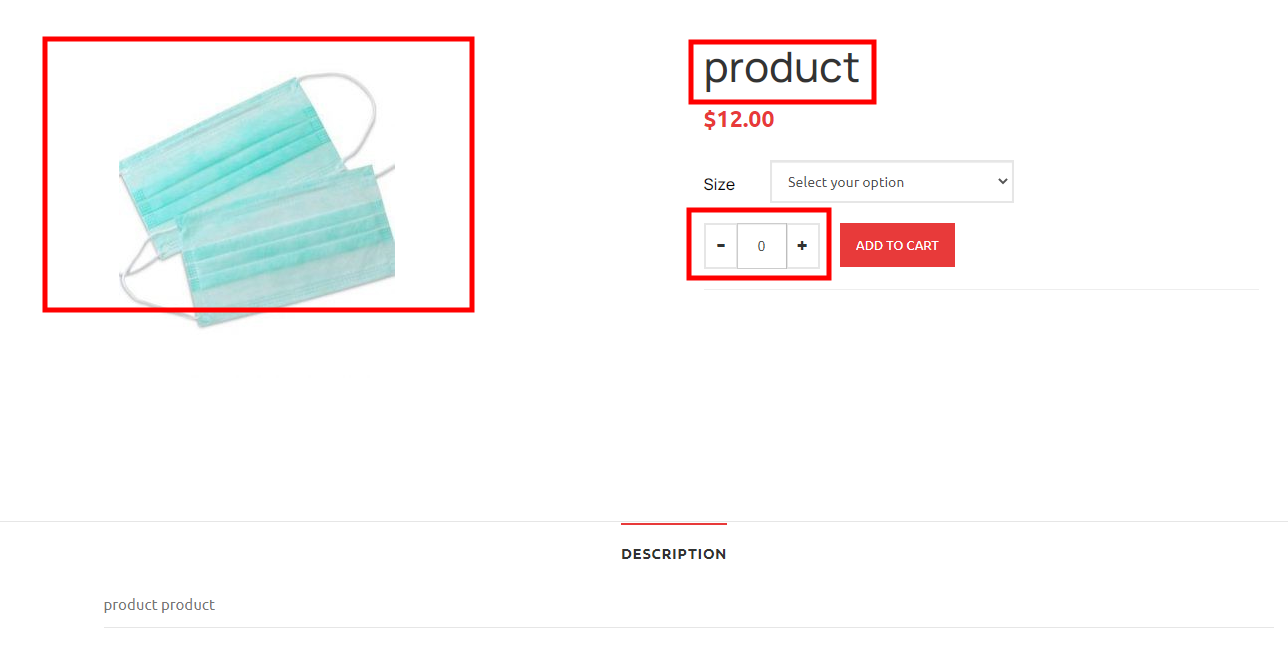 product
$12.00
Size Select your option
- 0 + ADD TO CART
DESCRIPTION
product product